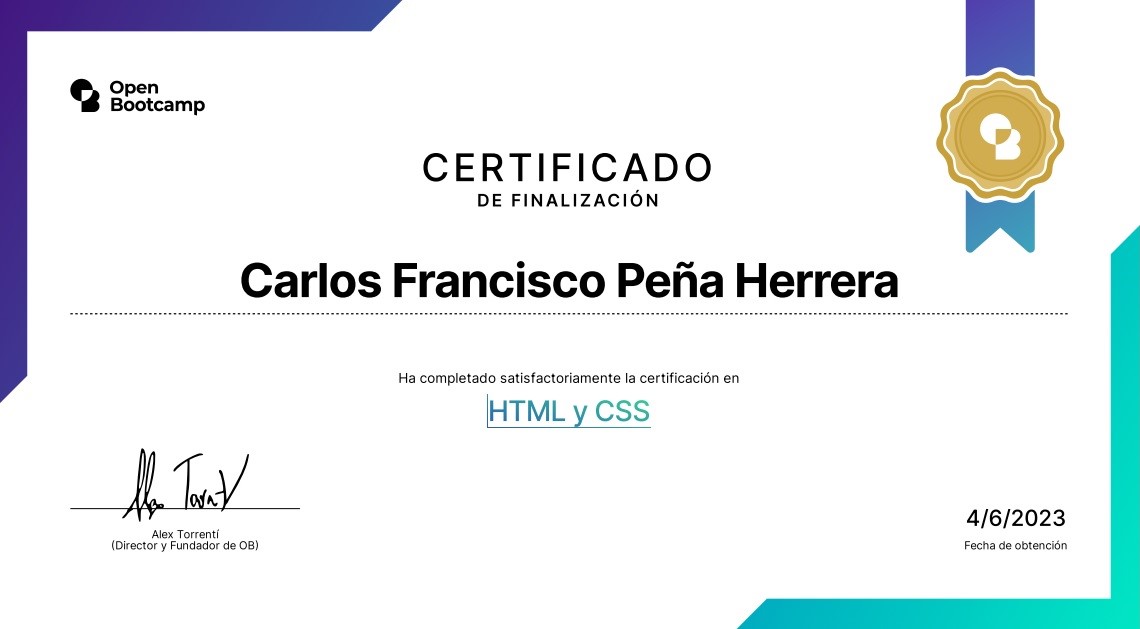 Open
Bootcamp
CERTIFICADO
DE FINALIZACIÓN
Carlos Francisco Peña Herrera
Ha completado satisfactoriamente la certificación en
HTML y CSS
Alex Torrentí
(Director y Fundador de OB)
4/6/2023
Fecha de obtención